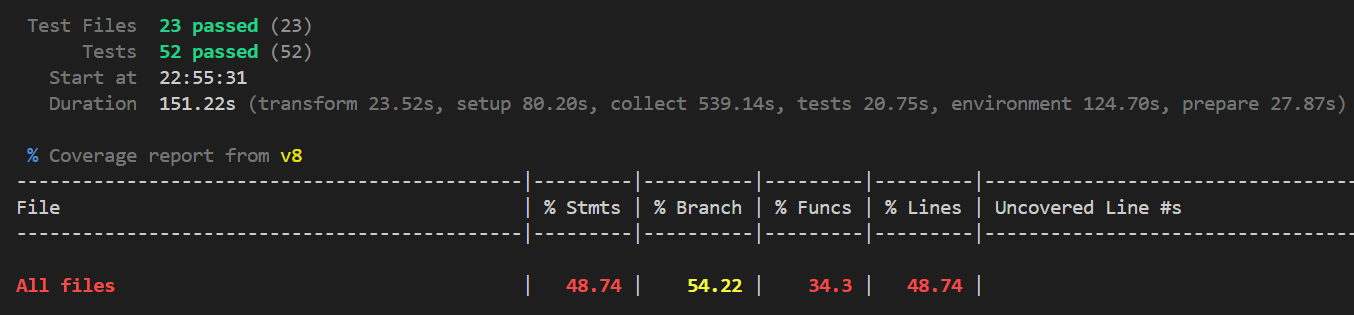 Test Files  23 passed (23)
Tests  52 passed (52)
Start at  22:55:31
Duration  151.22s (transform 23.52s, setup 80.20s, collect 539.14s, tests 20.75s, environment 124.70s, prepare 27.87s)
% Coverage report from v8
----------------------------------------------|---------|----------|---------|---------|----------------------------------
File                                          | % Stmts | % Branch | % Funcs | % Lines | Uncovered Line #s
----------------------------------------------|---------|----------|---------|---------|----------------------------------
All files                                     |   48.74 |    54.22 |    34.3 |   48.74 |